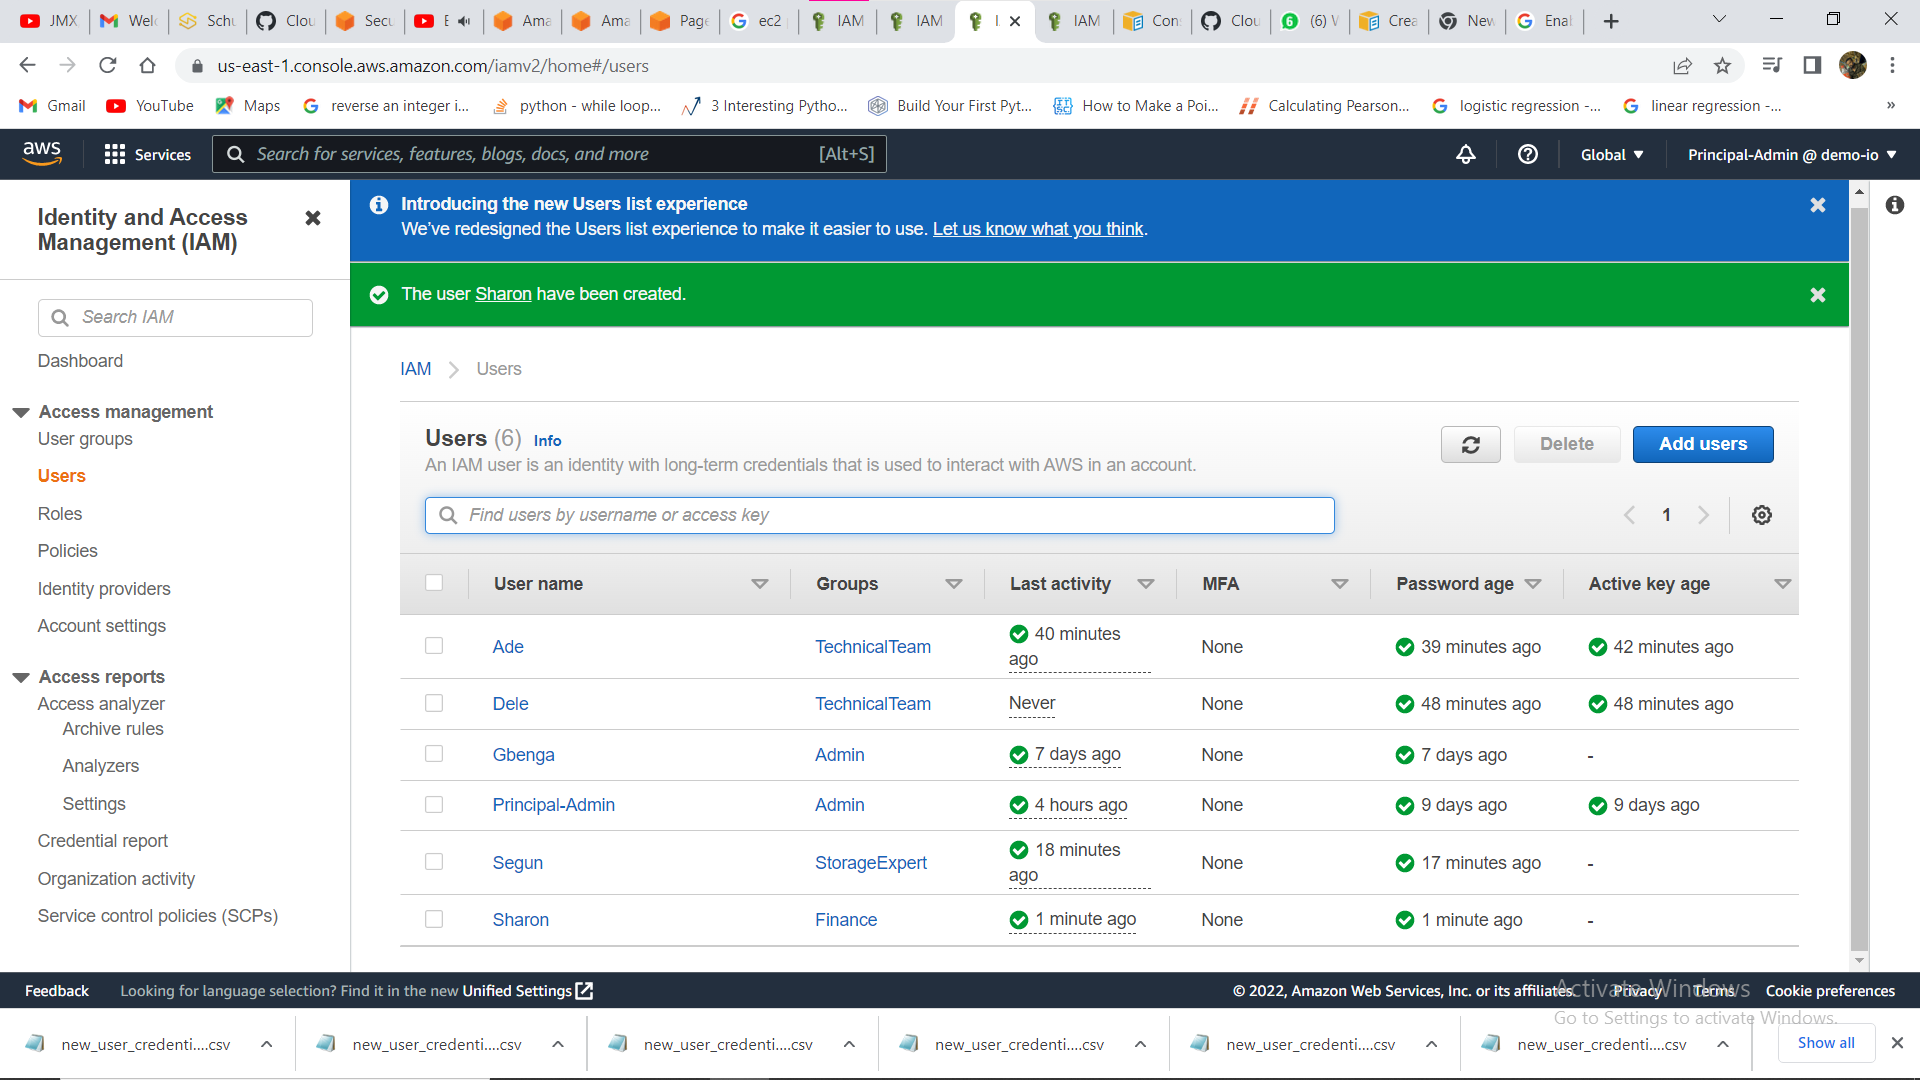 JMX
Welc
Schu
Clou
Secu
E
Ama
Ama
Page
ec2
IAM
IAM
I
IAM
Con
Clou
(6) W
Crea
New
Enal
us-east-1.console.aws.amazon.com/iamv2/home#/users
Gmail
YouTube
Maps
reverse an integer i...
python - while loop...
3 Interesting Pytho...
Build Your First Pyt...
How to Make a Poi...
Calculating Pearson...
logistic regression -...
linear regression -...
»
aws
Services
Search for services, features, blogs, docs, and more
[Alt+S]
Global
Principal-Admin @ demo-io
Identity and Access
Management (IAM)
Search IAM
Dashboard
Access management
User groups
Users
Roles
Policies
Identity providers
Account settings
Access reports
Access analyzer
Archive rules
Analyzers
Settings
Credential report
Organization activity
Service control policies (SCPs)
Introducing the new Users list experience
We've redesigned the Users list experience to make it easier to use. Let us know what you think.
The user Sharon have been created.
IAM
Users
Users (6) Info
An IAM user is an identity with long-term credentials that is used to interact with AWS in an account.
Delete
Add users
Find users by username or access key
1
User name Groups Last activity MFA Password age Active key age
Ade TechnicalTeam 40 minutes ago None 39 minutes ago 42 minutes ago
Dele TechnicalTeam Never None 48 minutes ago 48 minutes ago
Gbenga Admin 7 days ago None 7 days ago -
Principal-Admin Admin 4 hours ago None 9 days ago 9 days ago
Segun StorageExpert 18 minutes ago None 17 minutes ago -
Sharon Finance 1 minute ago None 1 minute ago -
Feedback
Looking for language selection? Find it in the new Unified Settings
© 2022, Amazon Web Services, Inc. or its affiliates.
Privacy
Terms
Cookie preferences
Activate Windows
Go to Settings to activate Windows.
new_user_credenti....csv
new_user_credenti....csv
new_user_credenti....csv
new_user_credenti....csv
new_user_credenti....csv
new_user_credenti....csv
Show all